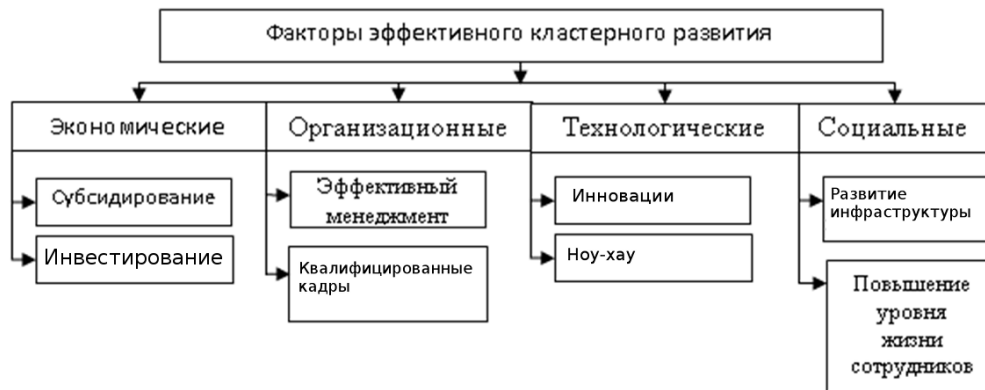 Факторы эффективного кластерного развития
Экономические
Организационные
Технологические
Социальные
Субсидирование
Инвестирование
Эффективный
менеджмент
Квалифицированные
кадры
Инновации
Ноу-хау
Развитие
инфраструктуры
Повышение
уровня
жизни
сотрудников